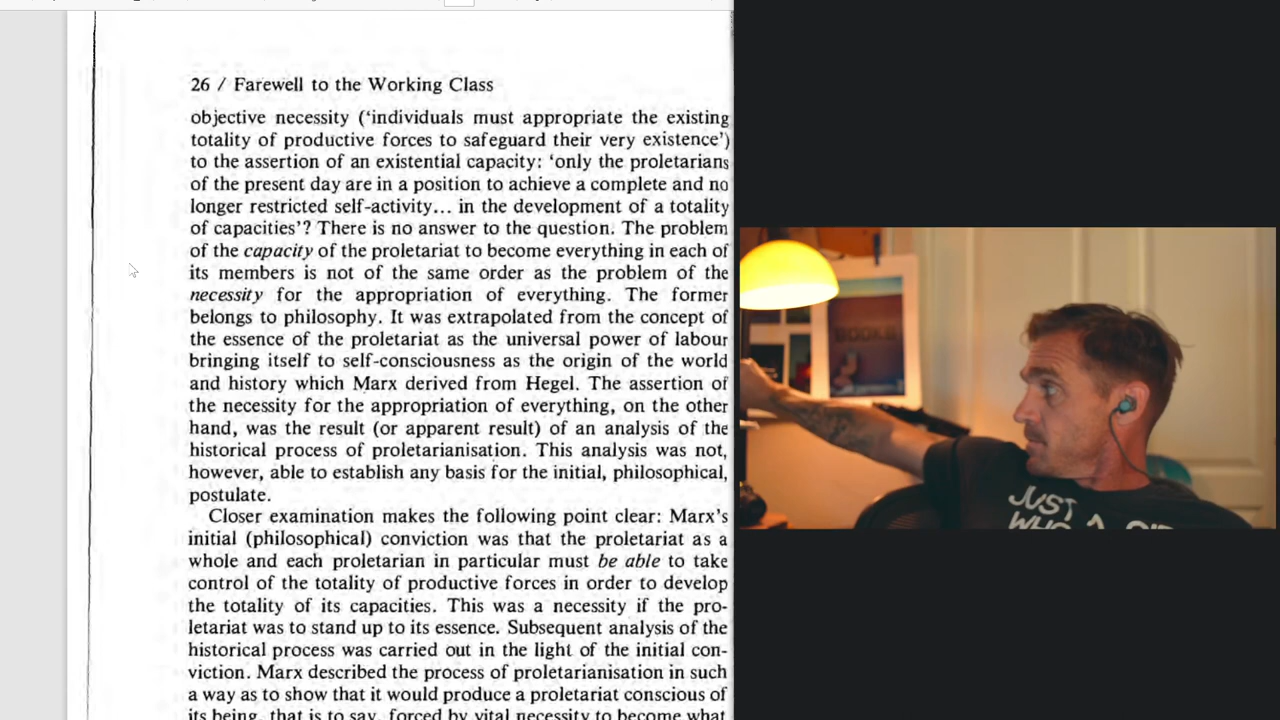 26 / Farewell to the Working Class
objective necessity (‘individuals must appropriate the existing
totality of productive forces to safeguard their very existence’)
to the assertion of an existential capacity: ‘only the proletarians
of the present day are in a position to achieve a complete and no
longer restricted self-activity... in the development of a totality
of capacities’? There is no answer to the question. The problem
of the capacity of the proletariat to become everything in each of
its members is not of the same order as the problem of the
necessity for the appropriation of everything. The former
belongs to philosophy. It was extrapolated from the concept of
the essence of the proletariat as the universal power of labour
bringing itself to self-consciousness as the origin of the world
and history which Marx derived from Hegel. The assertion of
the necessity for the appropriation of everything, on the other
hand, was the result (or apparent result) of an analysis of the
historical process of proletarianisation. This analysis was not,
however, able to establish any basis for the initial, philosophical,
postulate.
Closer examination makes the following point clear: Marx’s
initial (philosophical) conviction was that the proletariat as a
whole and each proletarian in particular must be able to take
control of the totality of productive forces in order to develop
the totality of its capacities. This was a necessity if the pro-
letariat was to stand up to its essence. Subsequent analysis of the
historical process was carried out in the light of the initial con-
viction. Marx described the process of proletarianisation in such
a way as to show that it would produce a proletariat conscious of
its being, that is to say, forced by vital necessity to become what
BOOKS
JUST